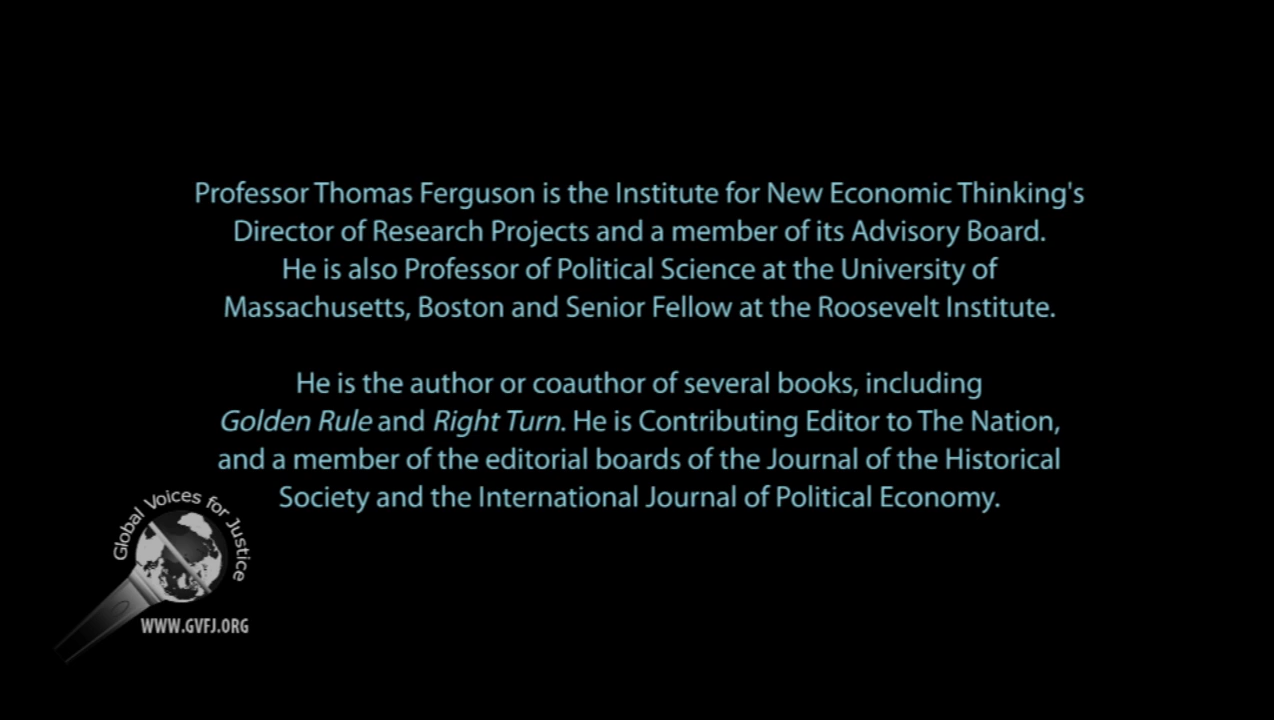 Professor Thomas Ferguson is the Institute for New Economic Thinking's
Director of Research Projects and a member of its Advisory Board.
He is also Professor of Political Science at the University of
Massachusetts, Boston and Senior Fellow at the Roosevelt Institute.
He is the author or coauthor of several books, including
Golden Rule and Right Turn. He is Contributing Editor to The Nation,
and a member of the editorial boards of the Journal of the Historical
Society and the International Journal of Political Economy.
Global Voices for Justice
WWW.GVFJ.ORG